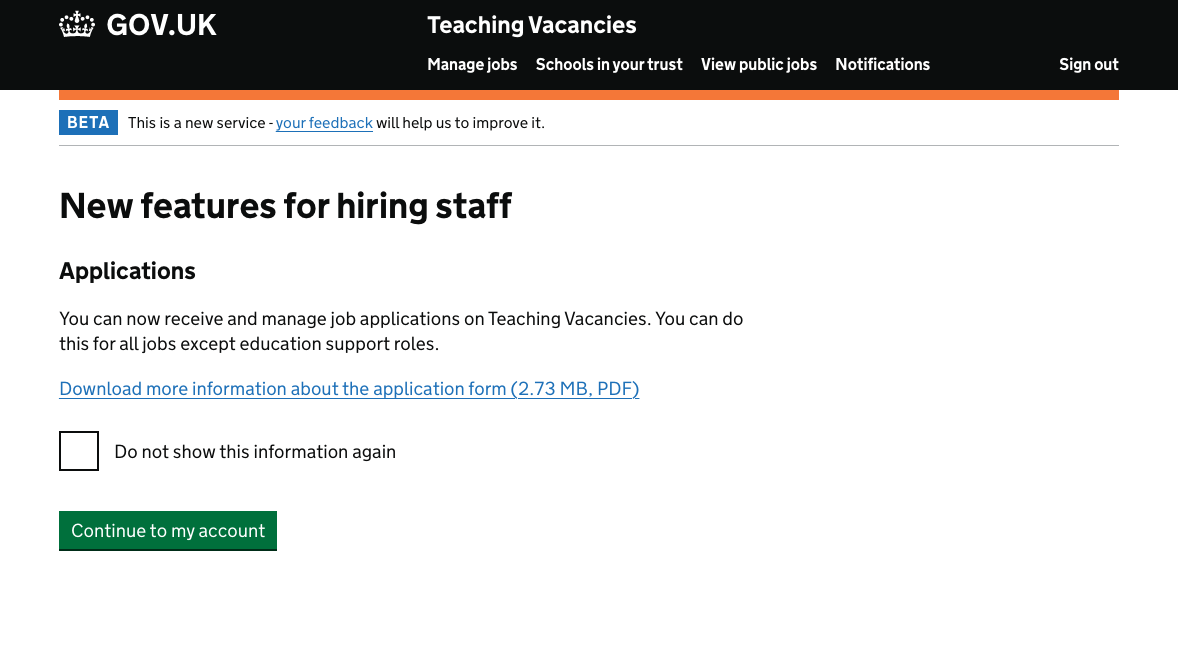 GOV.UK
Teaching Vacancies
Manage jobs Schools in your trust View public jobs Notifications Sign out
BETA This is a new service - your feedback will help us to improve it.
New features for hiring staff
Applications
You can now receive and manage job applications on Teaching Vacancies. You can do
this for all jobs except education support roles.
Download more information about the application form (2.73 MB, PDF)
Do not show this information again
Continue to my account